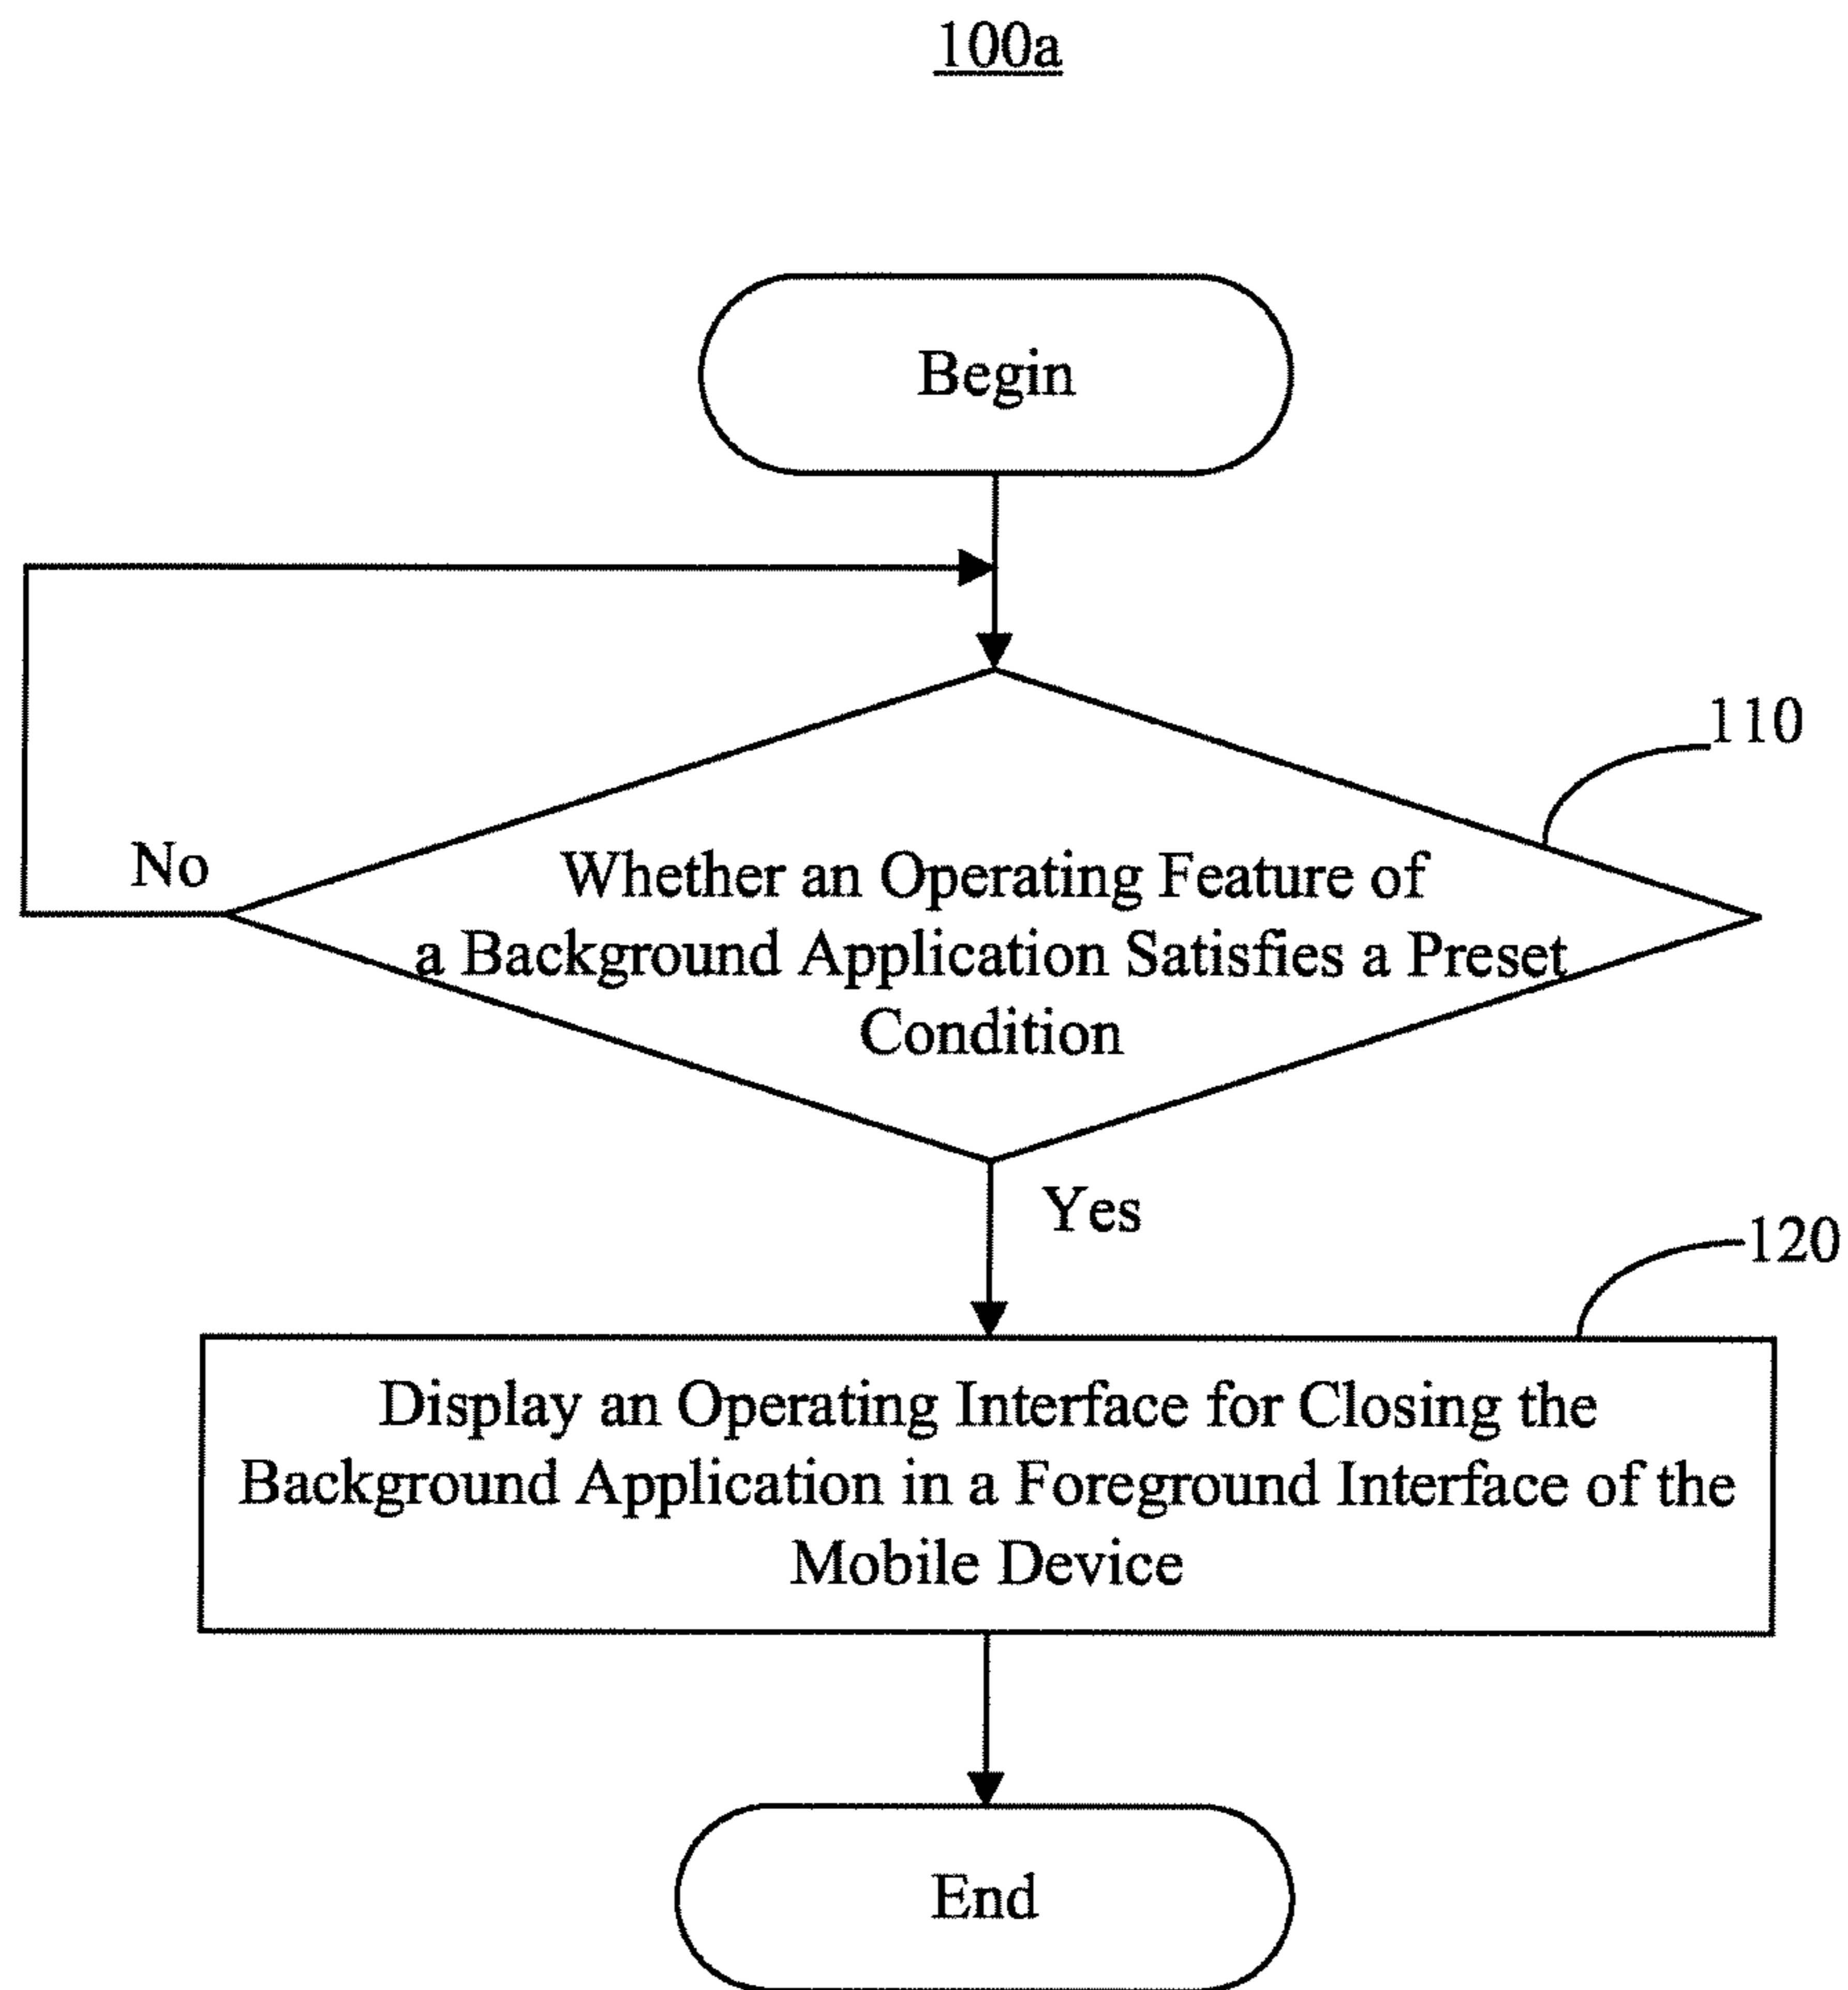 100a
Begin
110
No
Whether an Operating Feature of
a Background Application Satisfies a Preset
Condition
Yes
120
Display an Operating Interface for Closing the
Background Application in a Foreground Interface of the
Mobile Device
End